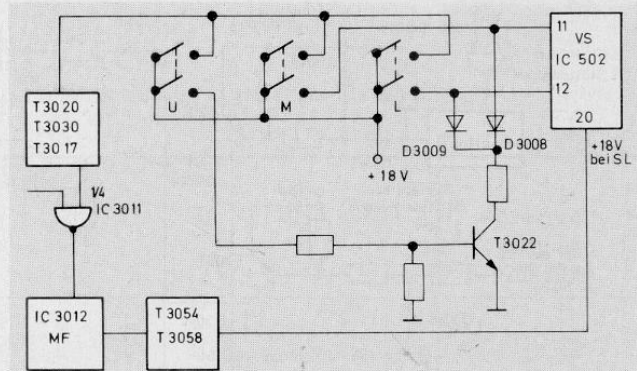 11
VS
IC 502
12
20
U
M
L
T3020
T3030
T3017
D3009
D3008
+18V
bei SL
+18V
1/4
IC 3011
T3022
IC 3012
MF
T 3054
T 3058